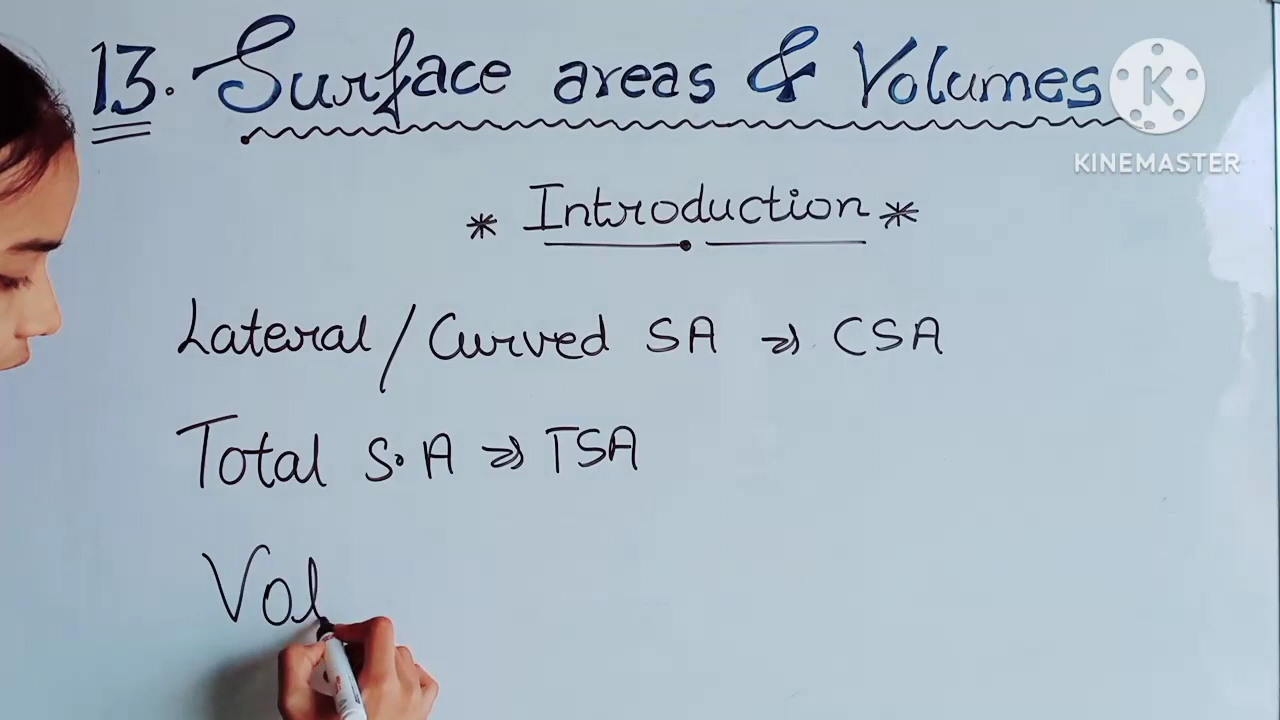 13. Surface areas & Volumes
K
KINEMASTER
* Introduction *
Lateral / Curved SA ⇒ CSA
Total S.A ⇒ TSA
Vol